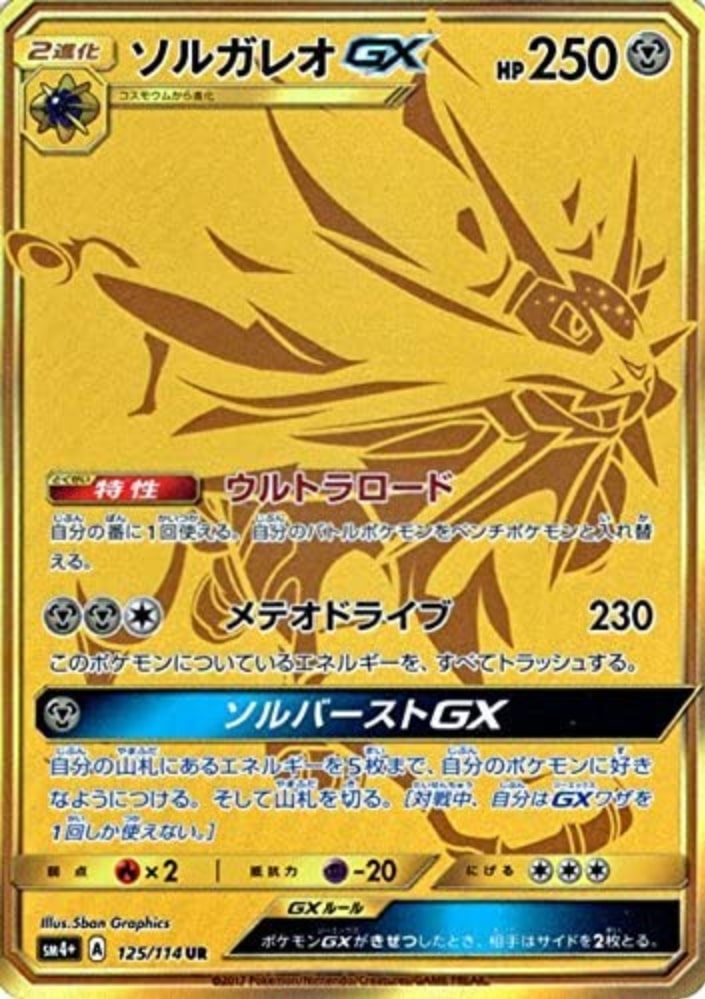 2進化 ソルガレオGX HP250
コスモウムから進化
とくせい
特性 ウルトラロード
自分の番に1回使える。自分のバトルポケモンをベンチポケモンと入れ替
える。
メテオドライブ 230
このポケモンについているエネルギーを、すべてトラッシュする。
ソルバーストGX
自分の山札にあるエネルギーを5枚まで、自分のポケモンに好き
なようにつける。そして山札を切る。[対戦中、自分はGXワザを
1回しか使えない。]
弱点 ×2 抵抗力 -20 にげる
GXルール
Illus.5ban Graphics
ポケモンGXがきぜつしたとき、相手はサイドを2枚とる。
SM4+ A 125/114 UR
©2017 Pokémon/Nintendo/Creatures/GAME FREAK.